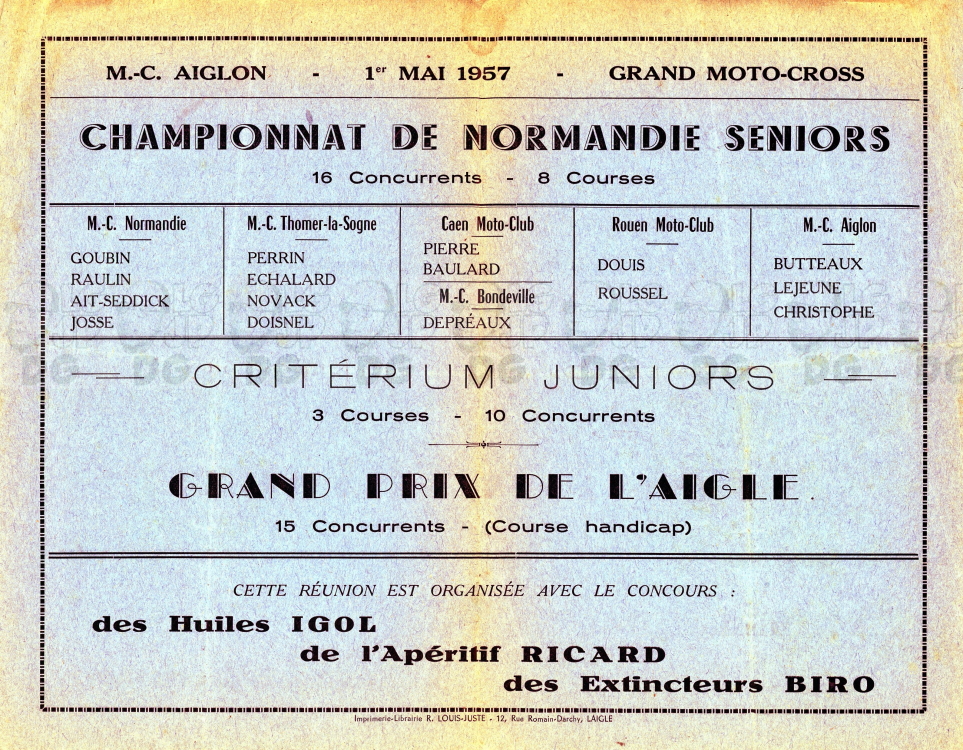 M.-C. AIGLON - 1er MAI 1957 - GRAND MOTO-CROSS
CHAMPIONNAT DE NORMANDIE SENIORS
16 Concurrents - 8 Courses
M.-C. Normandie
GOUBIN
RAULIN
AIT-SEDDICK
JOSSE
M.-C. Thomer-la-Sogne
PERRIN
ECHALARD
NOVACK
DOISNEL
Caen Moto-Club
PIERRE
BAULARD
M.-C. Bondeville
DEPRÉAUX
Rouen Moto-Club
DOUIS
ROUSSEL
M.-C. Aiglon
BUTTEAUX
LEJEUNE
CHRISTOPHE
CRITÉRIUM JUNIORS
3 Courses - 10 Concurrents
GRAND PRIX DE L'AIGLE.
15 Concurrents - (Course handicap)
CETTE RÉUNION EST ORGANISÉE AVEC LE CONCOURS :
des Huiles IGOL
de l'Apéritif RICARD
des Extincteurs BIRO
Imprimerie-Librairie R. LOUIS-JUSTE - 12, Rue Romain-Darchy, LAIGLE